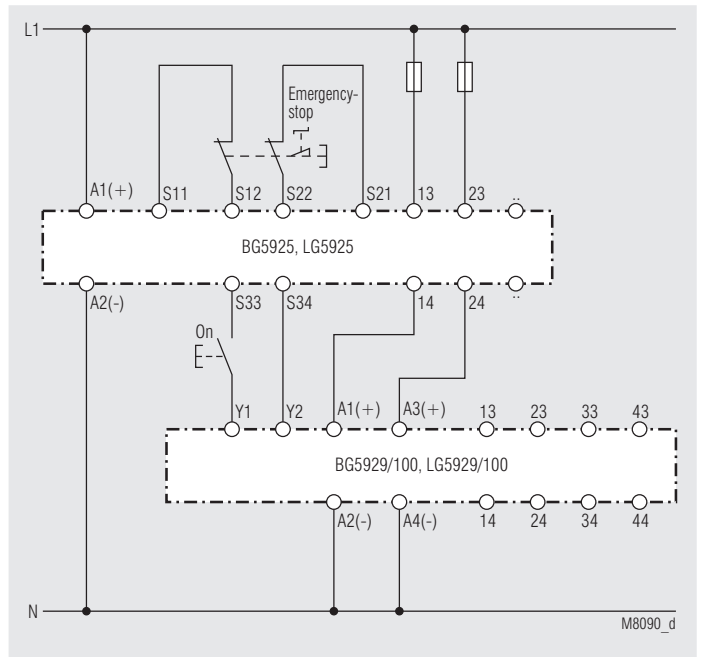 L1
Emergency-
stop
A1(+) S11 S12 S22 S21 13 23 ..
BG5925, LG5925
A2(-) S33 S34 14 24 ..
On
Y1 Y2 A1(+) A3(+) 13 23 33 43
BG5929/100, LG5929/100
A2(-) A4(-) 14 24 34 44
N
M8090_d